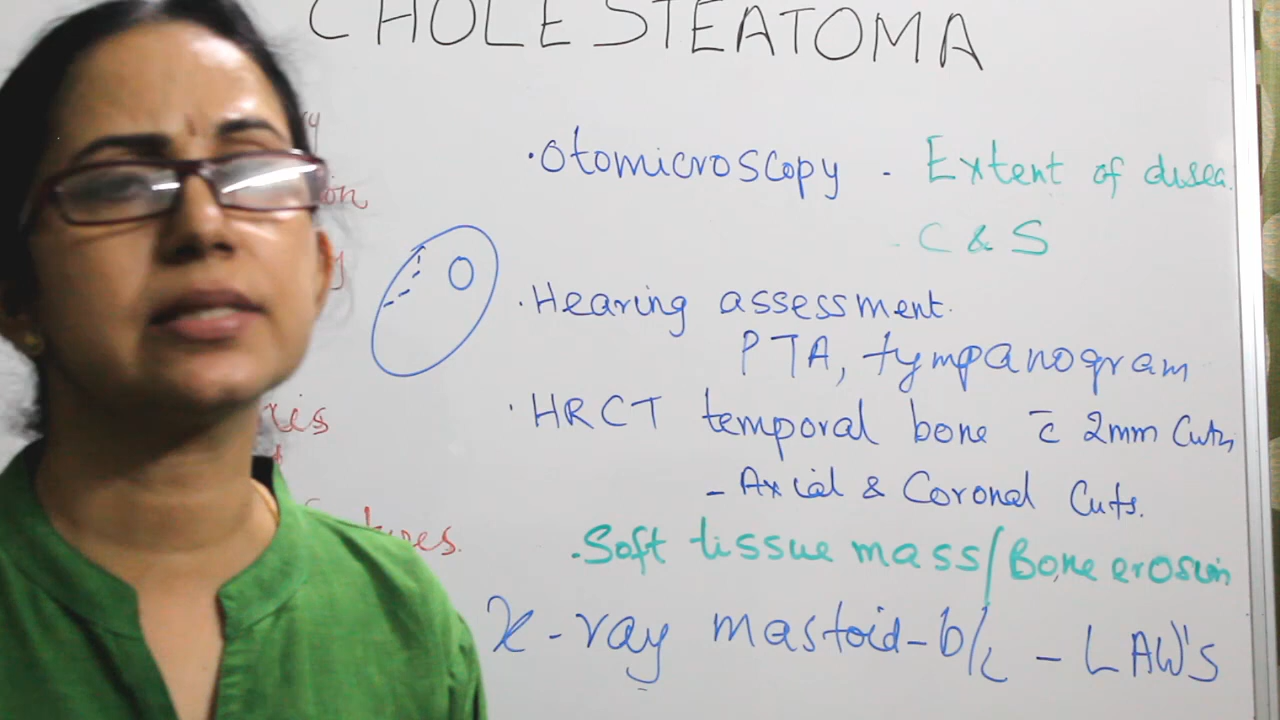 CHOLESTEATOMA
· Otomicroscopy - Extent of disea
- C & S
· Hearing assessment.
PTA, tympanogram
· HRCT temporal bone c̄ 2mm Cuts
- Axial & Coronal Cuts.
· Soft tissue mass/Bone erosion
X-ray mastoid-b/L - LAW'S